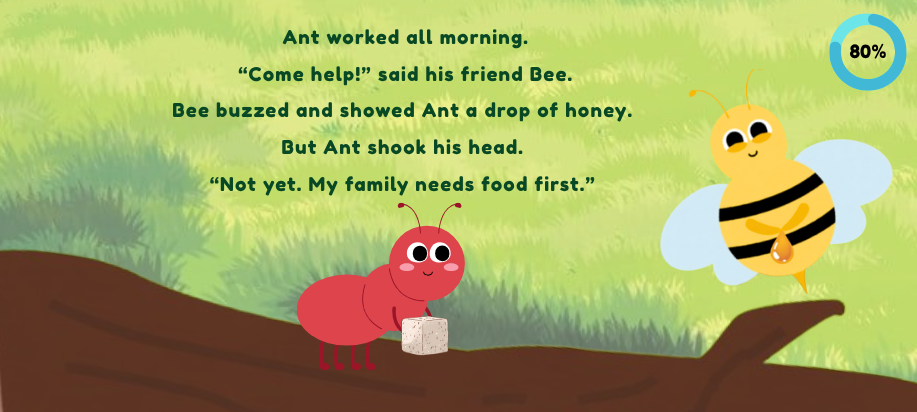 Ant worked all morning.
“Come help!” said his friend Bee.
Bee buzzed and showed Ant a drop of honey.
But Ant shook his head.
“Not yet. My family needs food first.”
80%